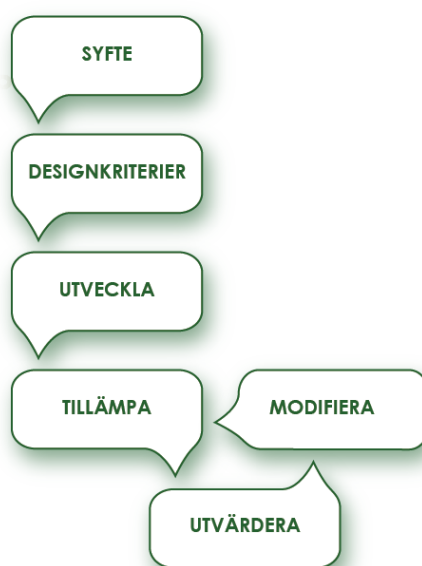 SYFTE
DESIGNKRITERIER
UTVECKLA
TILLÄMPA
MODIFIERA
UTVÄRDERA